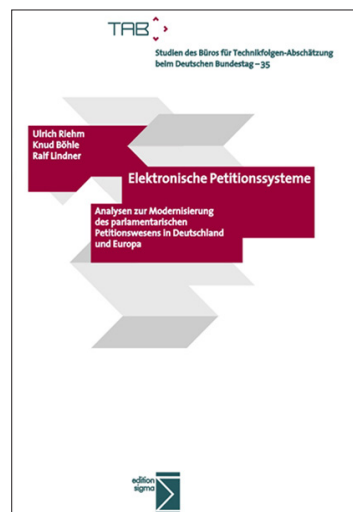 TAB
Studien des Büros für Technikfolgen-Abschätzung
beim Deutschen Bundestag – 35
Ulrich Riehm
Knud Böhle
Ralf Lindner
Elektronische Petitionssysteme
Analysen zur Modernisierung
des parlamentarischen
Petitionswesens in Deutschland
und Europa
edition
sigma